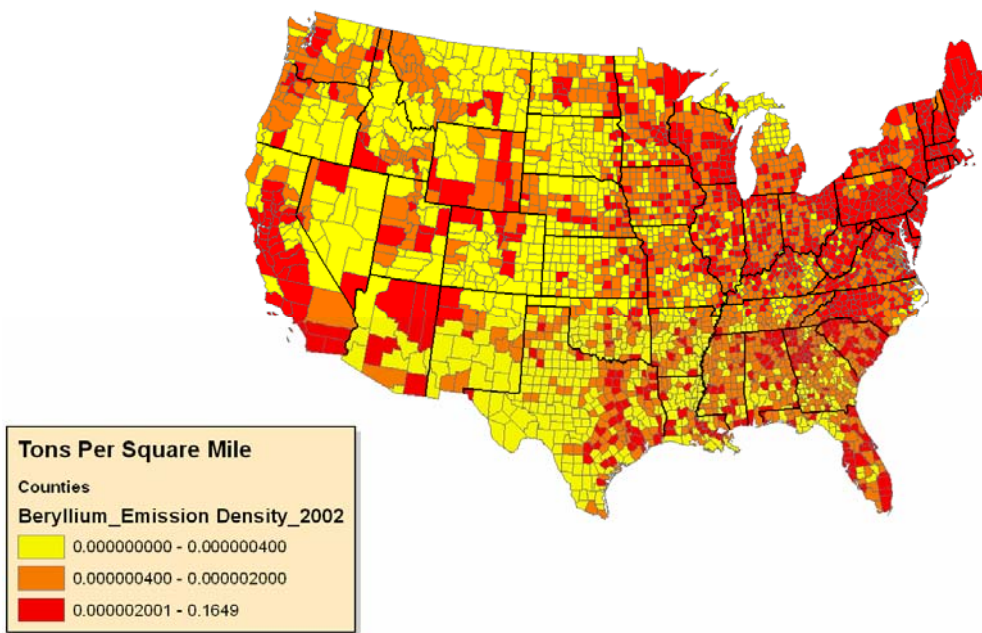 Tons Per Square Mile
Counties
Beryllium_Emission Density_2002
0.000000000 - 0.000000400
0.000000400 - 0.000002000
0.000002001 - 0.1649